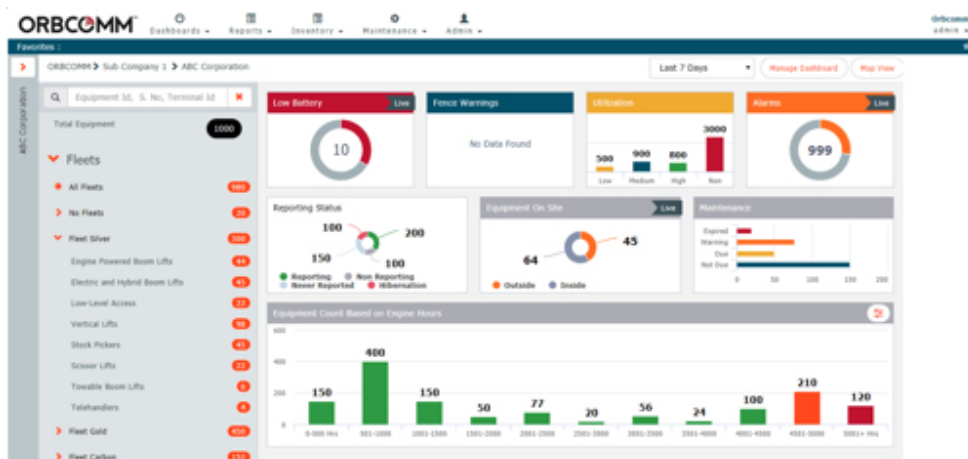 ORBCOMM
Dashboards Reports Inventory Maintenance Admin
Orbcomm
admin
Favorites :
ORBCOMM > Sub Company 1 > ABC Corporation
Last 7 Days
Manage Dashboard
Map View
ABC Corporation
Equipment Id, S. No, Terminal Id
Total Equipment 1000
Fleets
All Fleets 980
No Fleets 20
Fleet Silver 300
Engine Powered Boom Lifts 44
Electric and Hybrid Boom Lifts 45
Low-Level Access 23
Vertical Lifts 98
Stock Pickers 45
Scissor Lifts 22
Towable Boom Lifts 6
Telehandlers 4
Fleet Gold 450
Fleet Carbon 152
Low Battery Live
10
Fence Warnings
No Data Found
Utilization
500 900 800 3000
Low Medium High Non
Alarms Live
999
Reporting Status
100 200
150 100
Reporting Non Reporting
Never Reported Hibernation
Equipment On Site Live
45
64
Outside Inside
Maintenance
Expired
Warning
Due
Not Due
0 50 100 150 200
Equipment Count Based on Engine Hours
600
400
200
0
150 400 150 50 77 20 56 24 100 210 120
0-500 Hrs 501-1000 1001-1500 1501-2000 2001-2500 2501-3000 3001-3500 3501-4000 4001-4500 4501-5000 5001+ Hrs